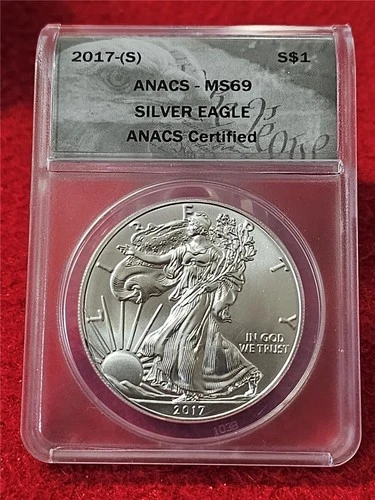 2017-(S) S$1
ANACS - MS69
SILVER EAGLE
ANACS Certified
LIBERTY
IN GOD
WE TRUST
2017